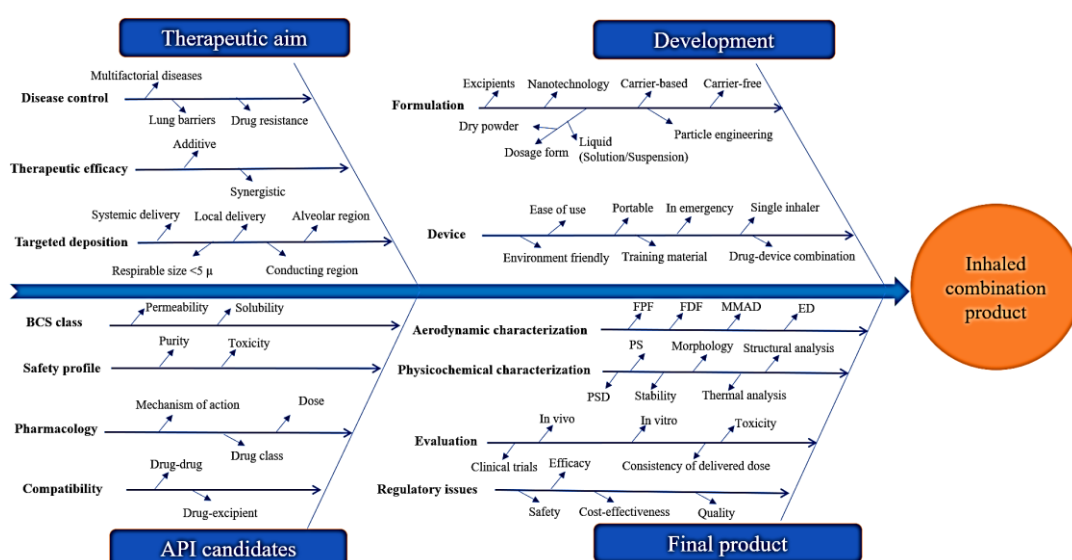 Therapeutic aim
Development
Multifactorial diseases
Disease control
Lung barriers
Drug resistance
Additive
Therapeutic efficacy
Synergistic
Systemic delivery
Local delivery
Alveolar region
Targeted deposition
Respirable size <5 μ
Conducting region
Excipients
Nanotechnology
Carrier-based
Carrier-free
Formulation
Dry powder
Dosage form
Liquid
(Solution/Suspension)
Particle engineering
Ease of use
Portable
In emergency
Single inhaler
Device
Environment friendly
Training material
Drug-device combination
Inhaled
combination
product
Permeability
Solubility
BCS class
Purity
Toxicity
Safety profile
Mechanism of action
Dose
Pharmacology
Drug class
Drug-drug
Compatibility
Drug-excipient
FPF
FDF
MMAD
ED
Aerodynamic characterization
PS
Morphology
Structural analysis
Physicochemical characterization
PSD
Stability
Thermal analysis
In vivo
In vitro
Toxicity
Evaluation
Clinical trials
Consistency of delivered dose
Efficacy
Regulatory issues
Safety
Cost-effectiveness
Quality
API candidates
Final product